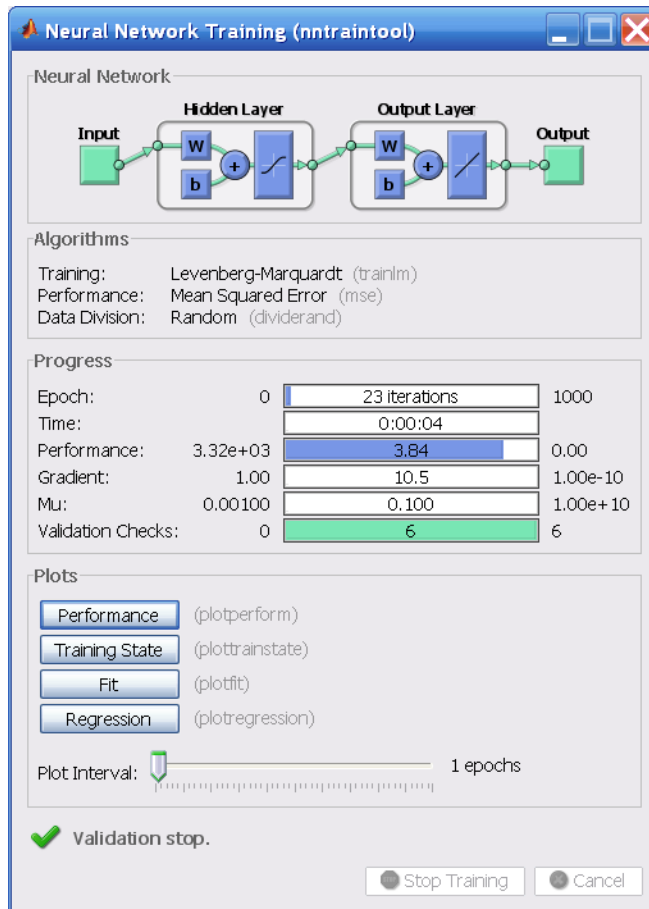 Neural Network Training (nntraintool)
Neural Network
Hidden Layer Output Layer
Input Output
W W
b b
+ +
Algorithms
Training: Levenberg-Marquardt (trainlm)
Performance: Mean Squared Error (mse)
Data Division: Random (dividerand)
Progress
Epoch: 0 23 iterations 1000
Time: 0:00:04
Performance: 3.32e+03 3.84 0.00
Gradient: 1.00 10.5 1.00e-10
Mu: 0.00100 0.100 1.00e+10
Validation Checks: 0 6 6
Plots
Performance (plotperform)
Training State (plottrainstate)
Fit (plotfit)
Regression (plotregression)
Plot Interval: 1 epochs
Validation stop.
Stop Training Cancel